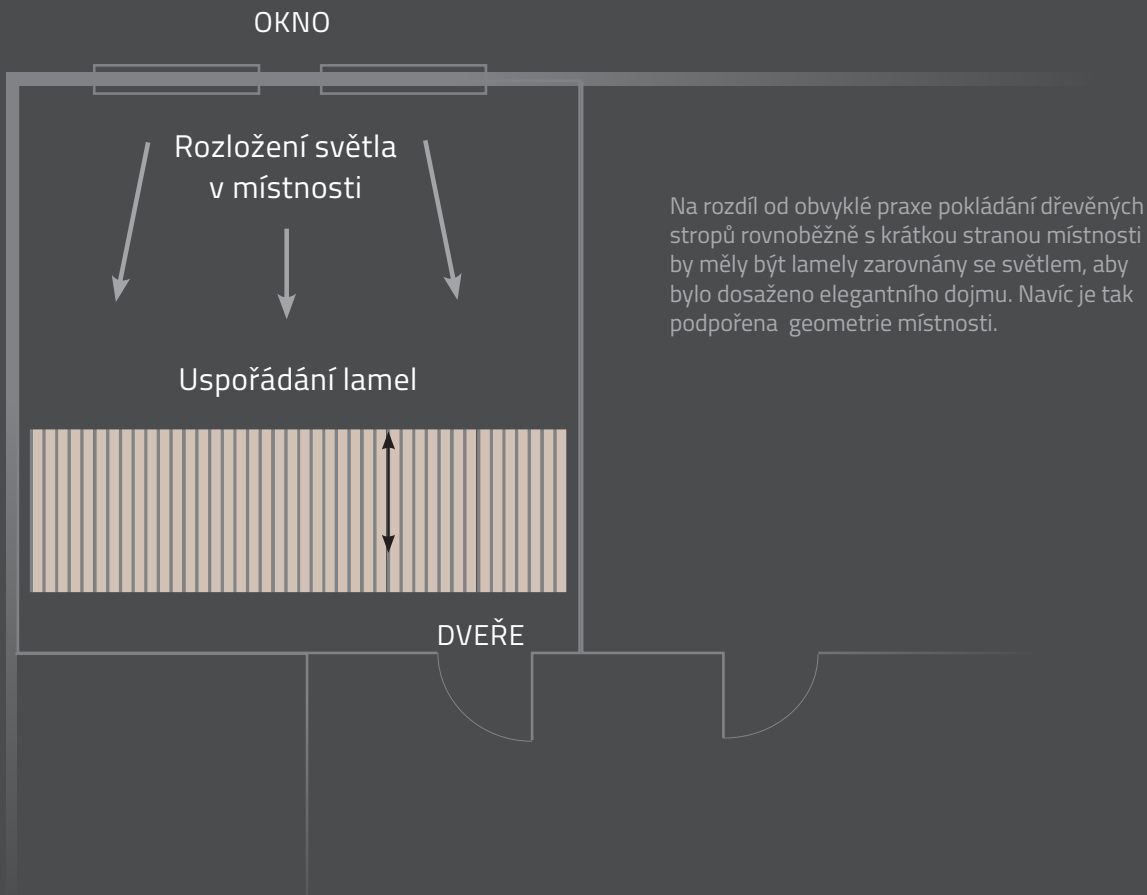 OKNO
Rozložení světla
v místnosti
Na rozdíl od obvyklé praxe pokládání dřevěných
stropů rovnoběžně s krátkou stranou místnosti
by měly být lamely zarovnány se světlem, aby
bylo dosaženo elegantního dojmu. Navíc je tak
podpořena  geometrie místnosti.
Uspořádání lamel
DVEŘE